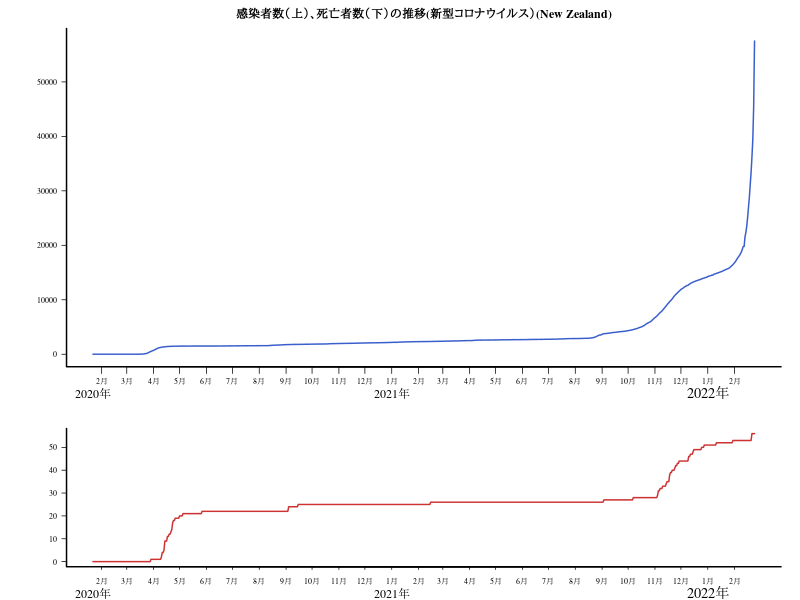 感染者数（上）、死亡者数（下）の推移(新型コロナウイルス）(New Zealand)
50000
40000
30000
20000
10000
0
2月 3月 4月 5月 6月 7月 8月 9月 10月 11月 12月 1月 2月 3月 4月 5月 6月 7月 8月 9月 10月 11月 12月 1月 2月
2020年 2021年 2022年
50
40
30
20
10
0
2月 3月 4月 5月 6月 7月 8月 9月 10月 11月 12月 1月 2月 3月 4月 5月 6月 7月 8月 9月 10月 11月 12月 1月 2月
2020年 2021年 2022年